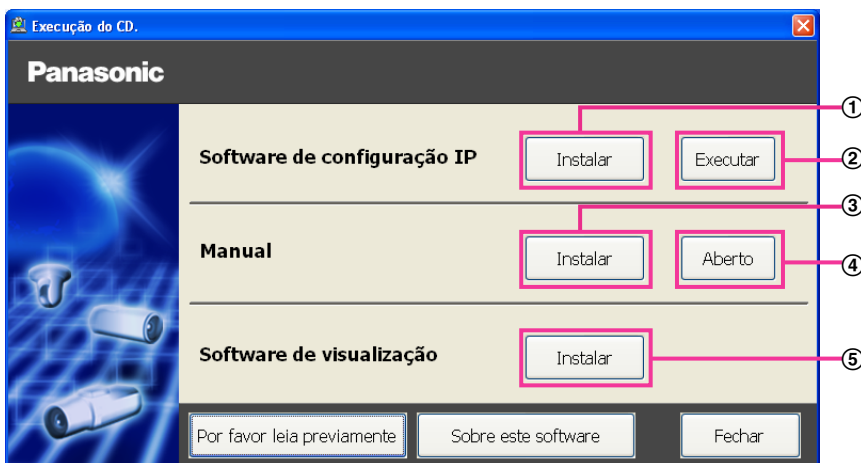 Execução do CD.
Panasonic
①
Software de configuração IP Instalar Executar ②
③
Manual Instalar Aberto ④
Software de visualização Instalar ⑤
Por favor leia previamente Sobre este software Fechar